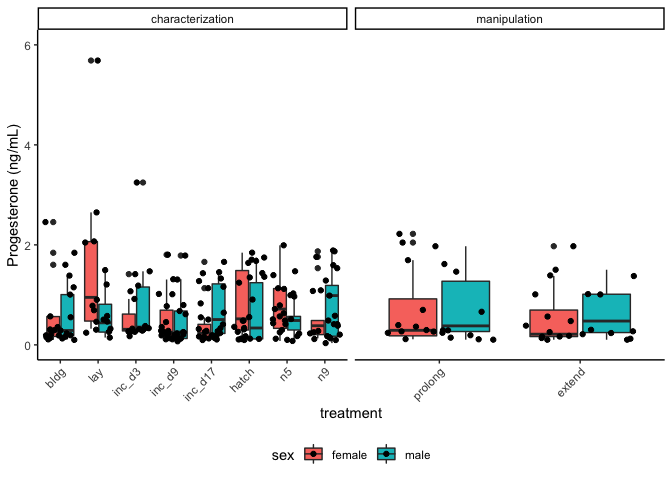 characterization
manipulation
Progesterone (ng/mL)
6
4
2
0
bldg
lay
inc_d3
inc_d9
inc_d17
hatch
n5
n9
prolong
extend
treatment
sex
female
male